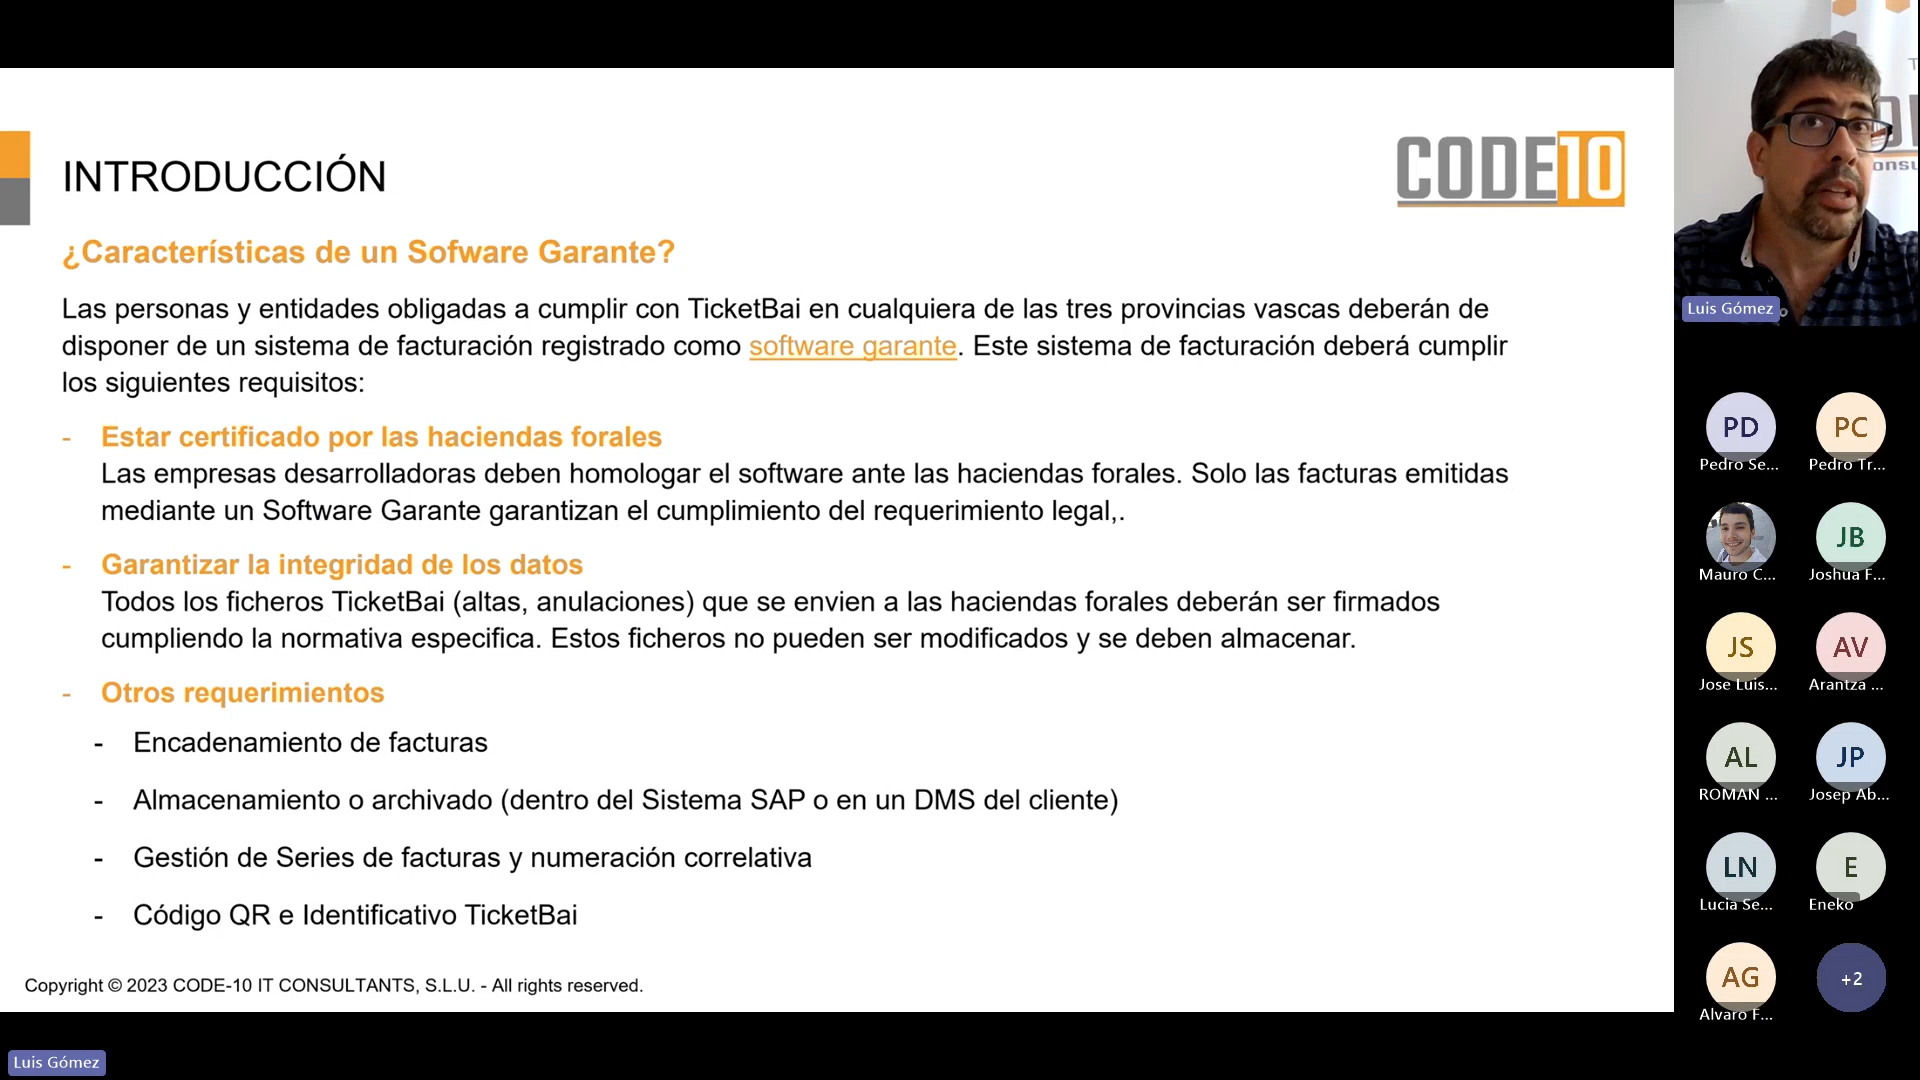 INTRODUCCIÓN
CODE10
¿Características de un Sofware Garante?
Las personas y entidades obligadas a cumplir con TicketBai en cualquiera de las tres provincias vascas deberán de
disponer de un sistema de facturación registrado como software garante. Este sistema de facturación deberá cumplir
los siguientes requisitos:
- Estar certificado por las haciendas forales
Las empresas desarrolladoras deben homologar el software ante las haciendas forales. Solo las facturas emitidas
mediante un Software Garante garantizan el cumplimiento del requerimiento legal,.
- Garantizar la integridad de los datos
Todos los ficheros TicketBai (altas, anulaciones) que se envien a las haciendas forales deberán ser firmados
cumpliendo la normativa especifica. Estos ficheros no pueden ser modificados y se deben almacenar.
- Otros requerimientos
- Encadenamiento de facturas
- Almacenamiento o archivado (dentro del Sistema SAP o en un DMS del cliente)
- Gestión de Series de facturas y numeración correlativa
- Código QR e Identificativo TicketBai
Copyright © 2023 CODE-10 IT CONSULTANTS, S.L.U. - All rights reserved.
Luis Gómez
Luis Gómez
PD
Pedro Se...
PC
Pedro Tr...
Mauro C...
JB
Joshua F...
JS
Jose Luis...
AV
Arantza ...
AL
ROMAN ...
JP
Josep Ab...
LN
Lucia Se...
E
Eneko
AG
Alvaro F...
+2